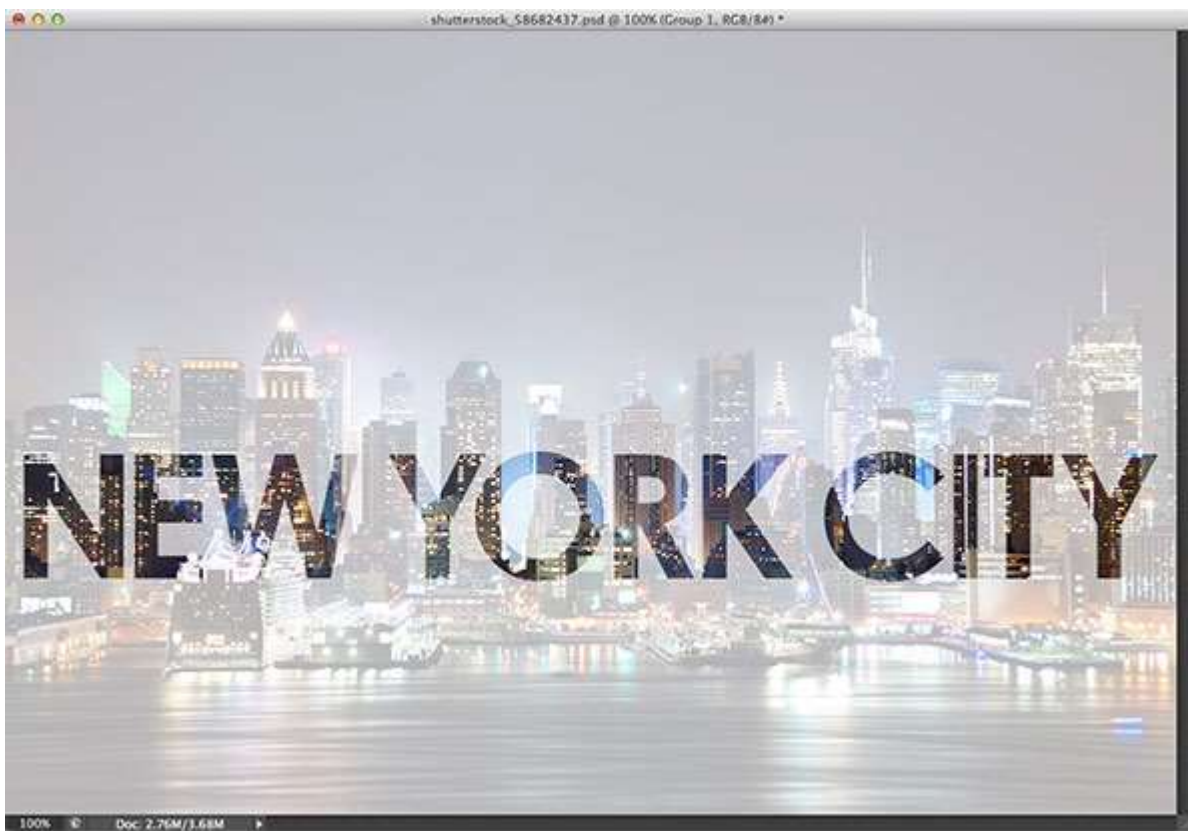 shutterstock_58682437.psd @ 100% (Group 1, RGB/8#) *
NEW YORK CITY
100% Doc: 2.76M/3.68M